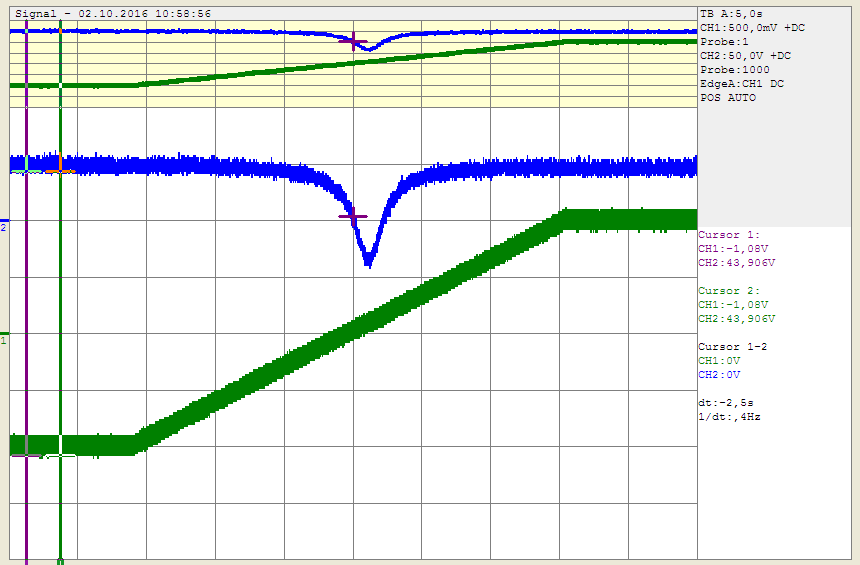 Signal - 02.10.2016 10:58:56
TB A:5,0s
CH1:500,0mV +DC
Probe:1
CH2:50,0V +DC
Probe:1000
EdgeA:CH1 DC
POS AUTO
2
1
Cursor 1:
CH1:-1,08V
CH2:43,906V
Cursor 2:
CH1:-1,08V
CH2:43,906V
Cursor 1-2
CH1:0V
CH2:0V
dt:-2,5s
1/dt:,4Hz